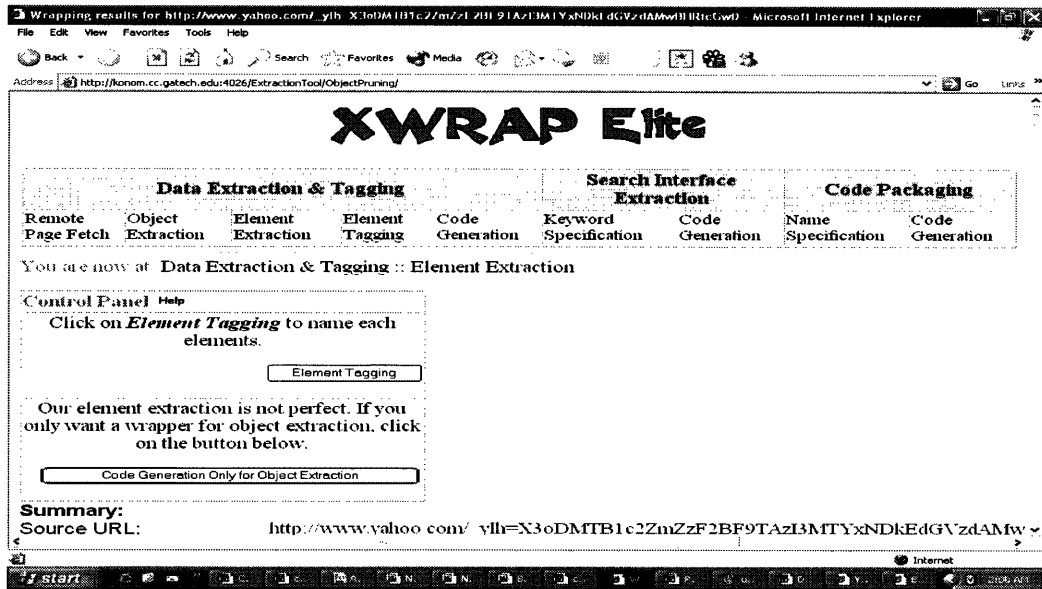 Wrapping results for http://www.yahoo.com/ - Microsoft Internet Explorer
File Edit View Favorites Tools Help
Back Search Favorites Media
Address http://konom.cc.gatech.edu:4026/ExtractionTool/ObjectPruning/ Go Links »
XWRAP Elite
Data Extraction & Tagging Search Interface Extraction Code Packaging
Remote Page Fetch Object Extraction Element Extraction Element Tagging Code Generation Keyword Specification Code Generation Name Specification Code Generation
You are now at Data Extraction & Tagging :: Element Extraction
Control Panel Help
Click on Element Tagging to name each
elements.
Element Tagging
Our element extraction is not perfect. If you
only want a wrapper for object extraction, click
on the button below.
Code Generation Only for Object Extraction
Summary:
Source URL: http://www.yahoo.com/_ylh=X3oDMTB1c2ZmZzF2BF9TAzI3MTYxNDkEdGVzdAMw
Internet
start